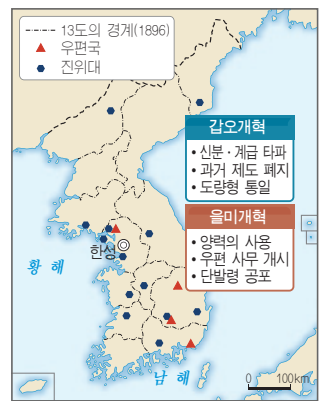 13도의 경계(1896)
우편국
진위대
갑오개혁
• 신분·계급 타파
• 과거 제도 폐지
• 도량형 통일
을미개혁
• 양력의 사용
• 우편 사무 개시
• 단발령 공포
한성
황 해
남 해
0 100km